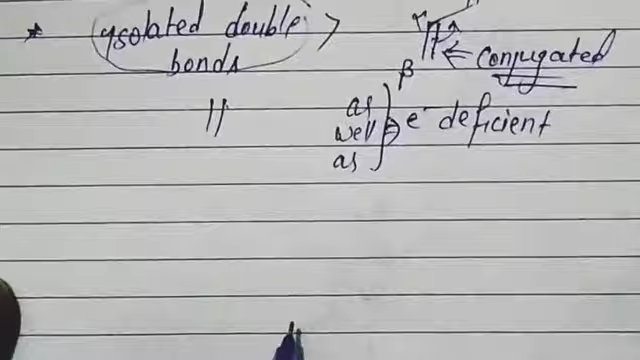 * ysolated double >
bonds
← conjugated
β
|| as well as } e⁻ deficient